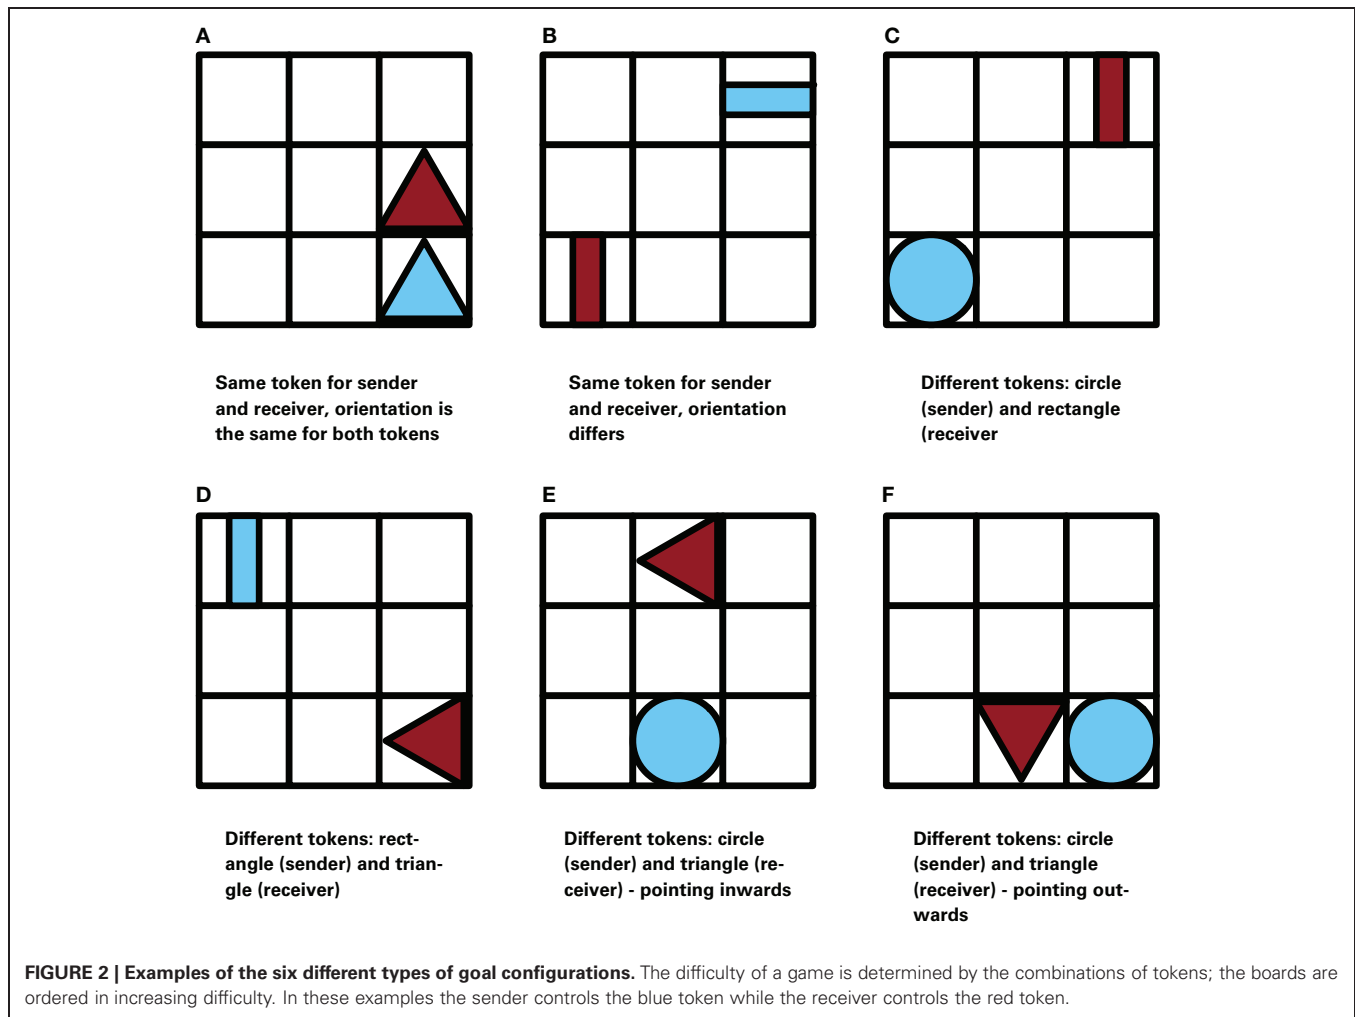 A
B
C
Same token for sender
and receiver, orientation is
the same for both tokens
Same token for sender
and receiver, orientation
differs
Different tokens: circle
(sender) and rectangle
(receiver
D
E
F
Different tokens: rect-
angle (sender) and trian-
gle (receiver)
Different tokens: circle
(sender) and triangle (re-
ceiver) - pointing inwards
Different tokens: circle
(sender) and triangle
(receiver) - pointing out-
wards
FIGURE 2 | Examples of the six different types of goal configurations. The difficulty of a game is determined by the combinations of tokens; the boards are
ordered in increasing difficulty. In these examples the sender controls the blue token while the receiver controls the red token.